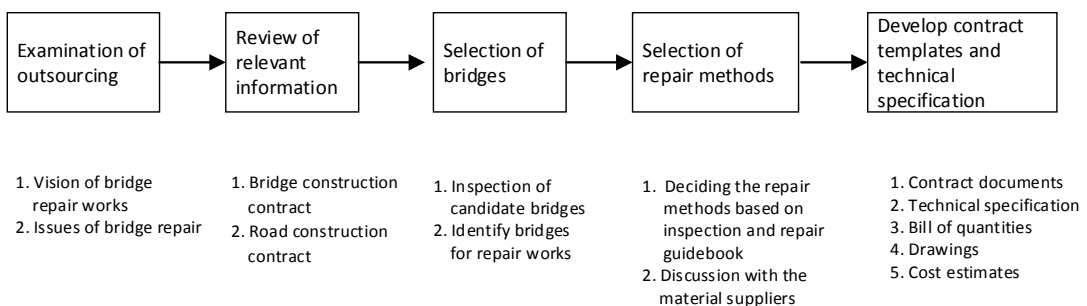 Examination of
outsourcing
Review of
relevant
information
Selection of
bridges
Selection of
repair methods
Develop contract
templates and
technical
specification
1. Vision of bridge
repair works
2. Issues of bridge repair
1. Bridge construction
contract
2. Road construction
contract
1. Inspection of
candidate bridges
2. Identify bridges
for repair works
1. Deciding the repair
methods based on
inspection and repair
guidebook
2. Discussion with the
material suppliers
1. Contract documents
2. Technical specification
3. Bill of quantities
4. Drawings
5. Cost estimates